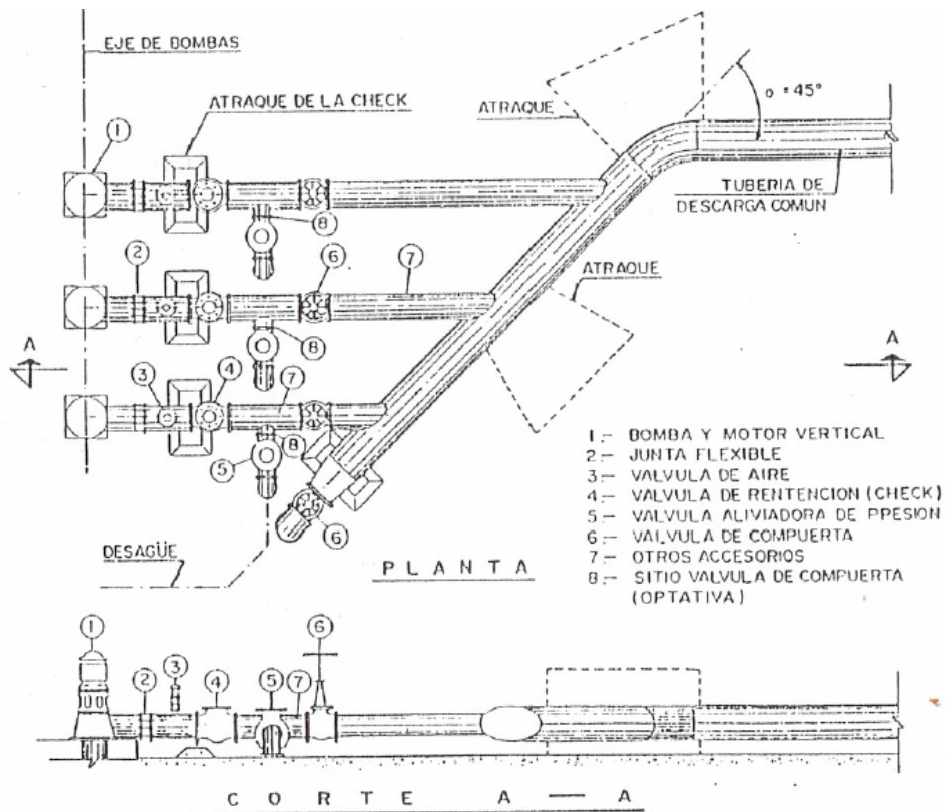 EJE DE BOMBAS
ATRAQUE DE LA CHECK
ATRAQUE
o = 45°
1
TUBERIA DE
DESCARGA COMUN
8
2
6
7
ATRAQUE
8
A
A
3
4
7
5
8
6
1.- BOMBA Y MOTOR VERTICAL
2.- JUNTA FLEXIBLE
3.- VALVULA DE AIRE
4.- VALVULA DE RENTENCION (CHECK)
5.- VALVULA ALIVIADORA DE PPESION
6.- VALVULA DE COMPUERTA
7.- OTROS ACCESORIOS
8.- SITIO VALVULA DE COMPUERTA
(OPTATIVA)
DESAGÜE
PLANTA
1
2
3
4
5
7
6
CORTE A — A